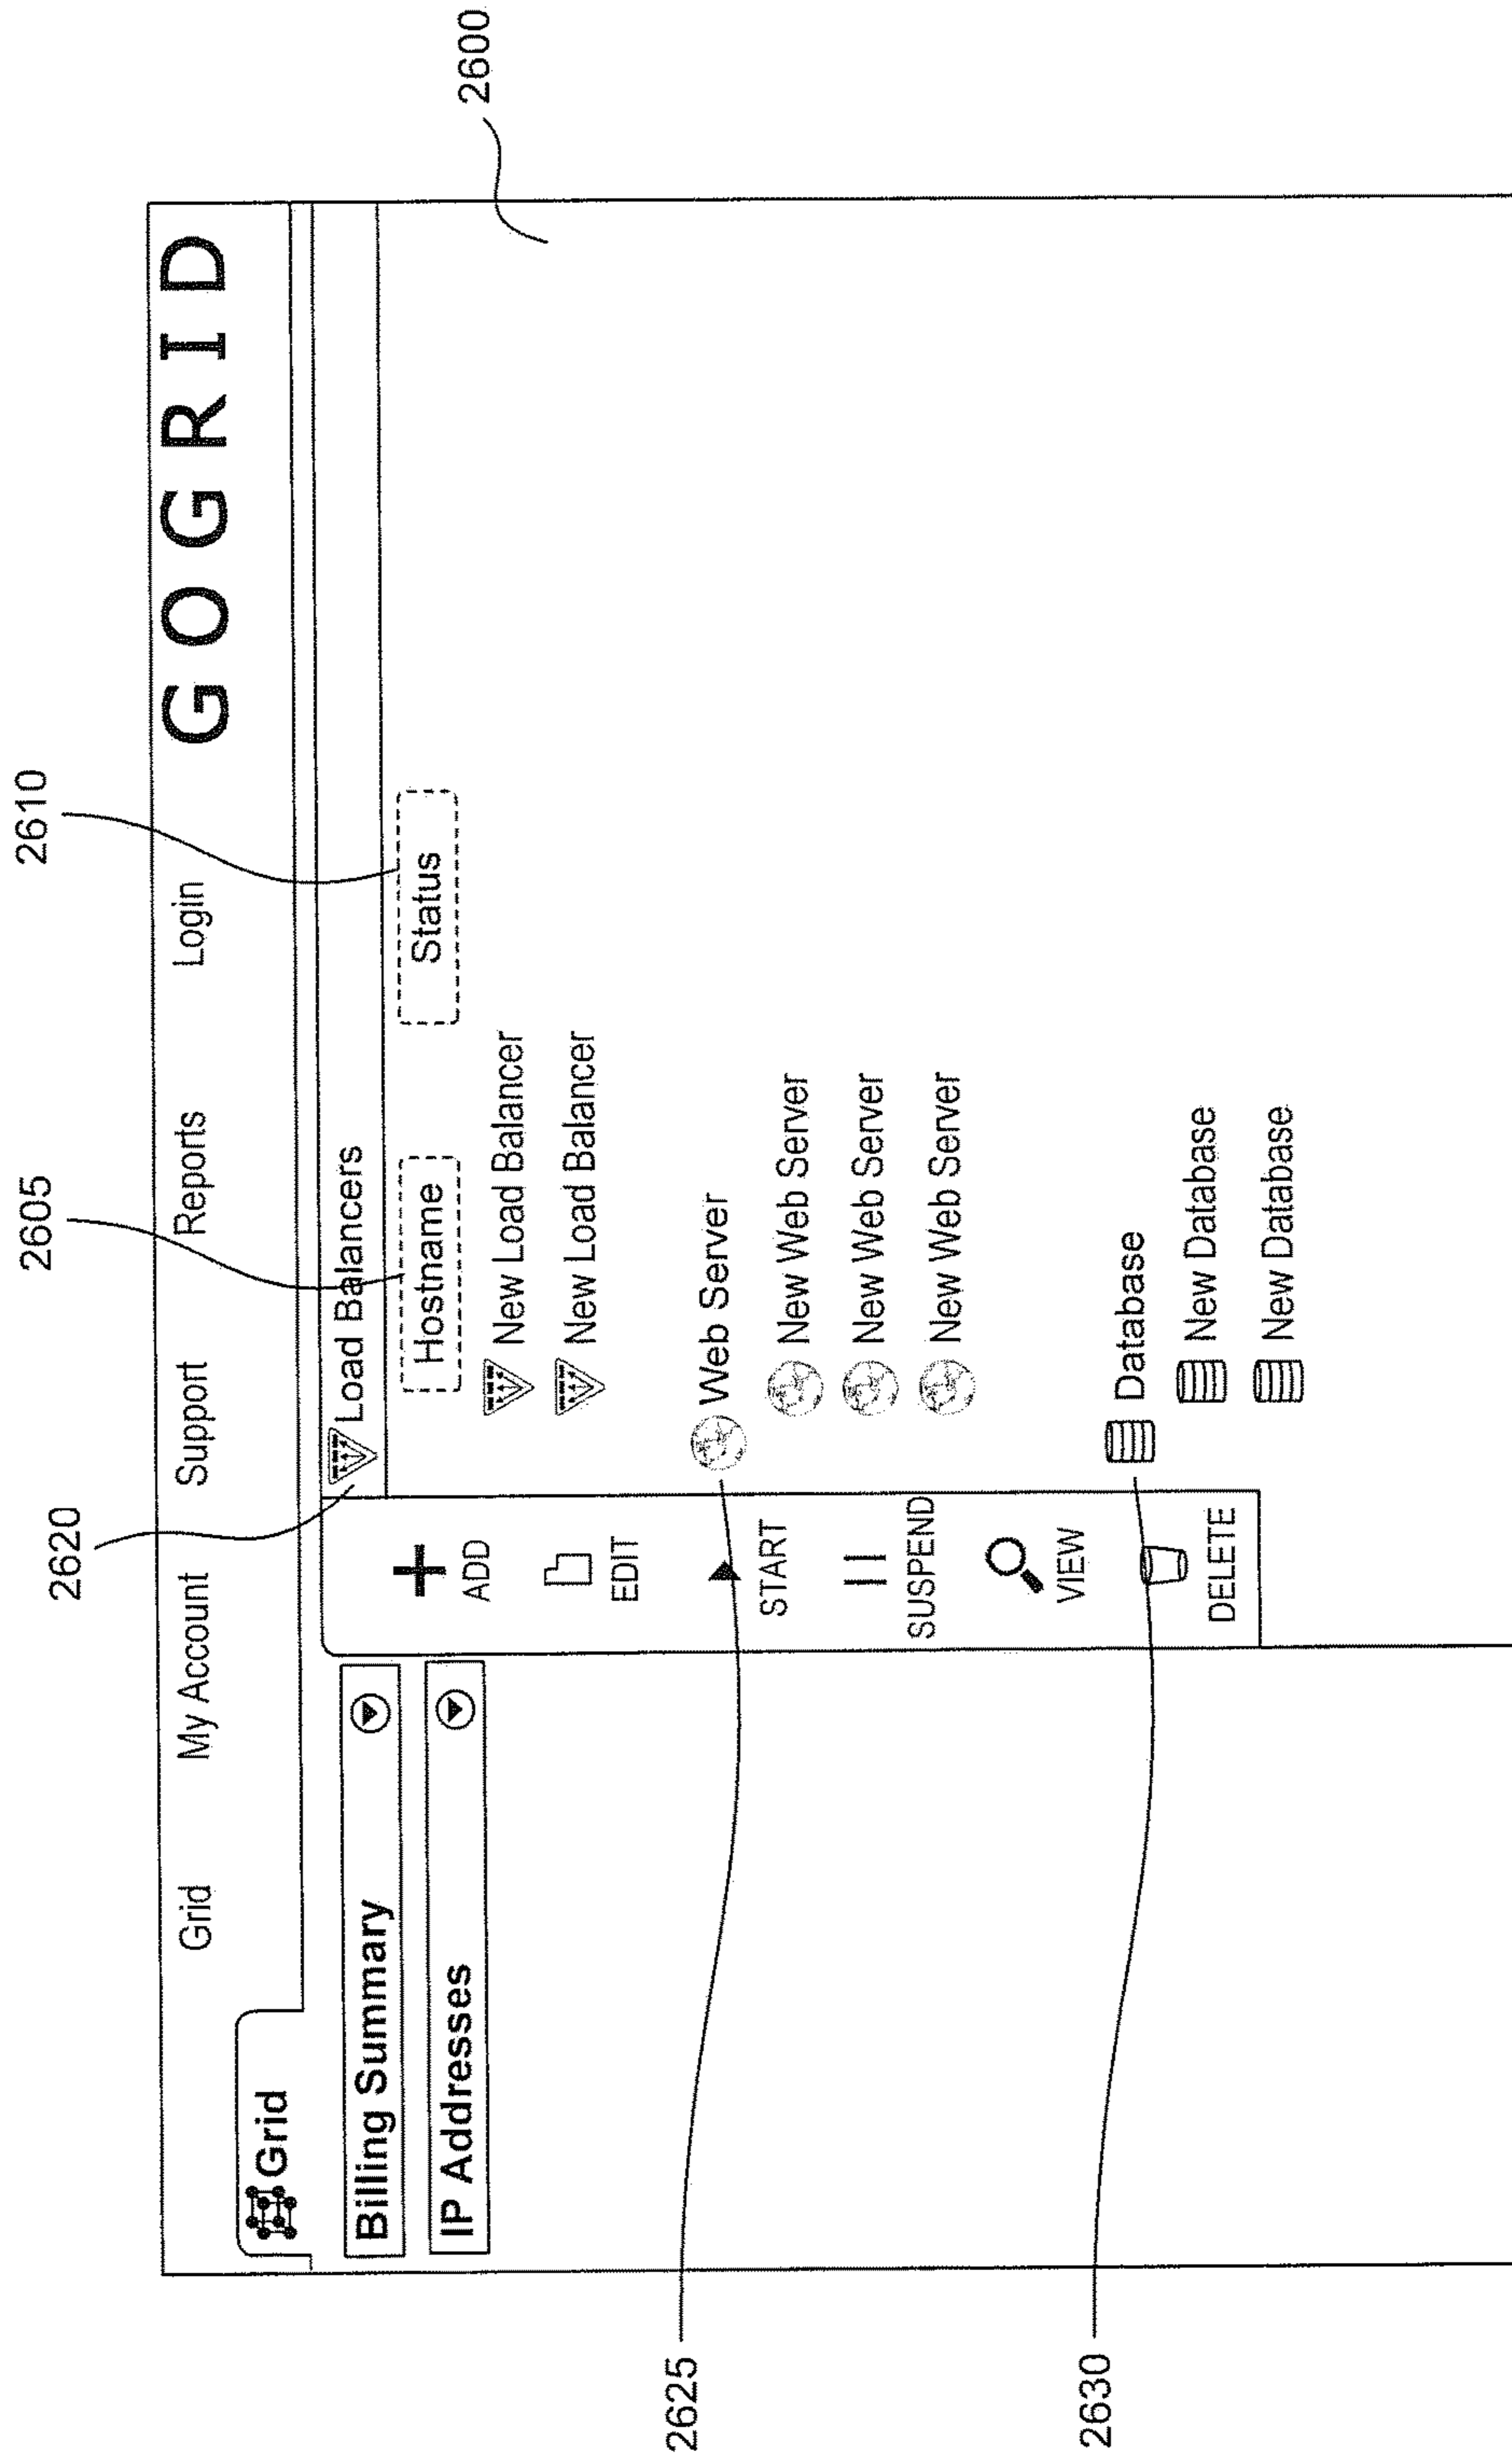 2620
2605
2610
2600
Grid
My Account
Support
Reports
Login
GOGRID
Grid
Billing Summary
IP Addresses
ADD
EDIT
START
SUSPEND
VIEW
DELETE
Load Balancers
Hostname
Status
New Load Balancer
New Load Balancer
Web Server
New Web Server
New Web Server
New Web Server
Database
New Database
New Database
2625
2630